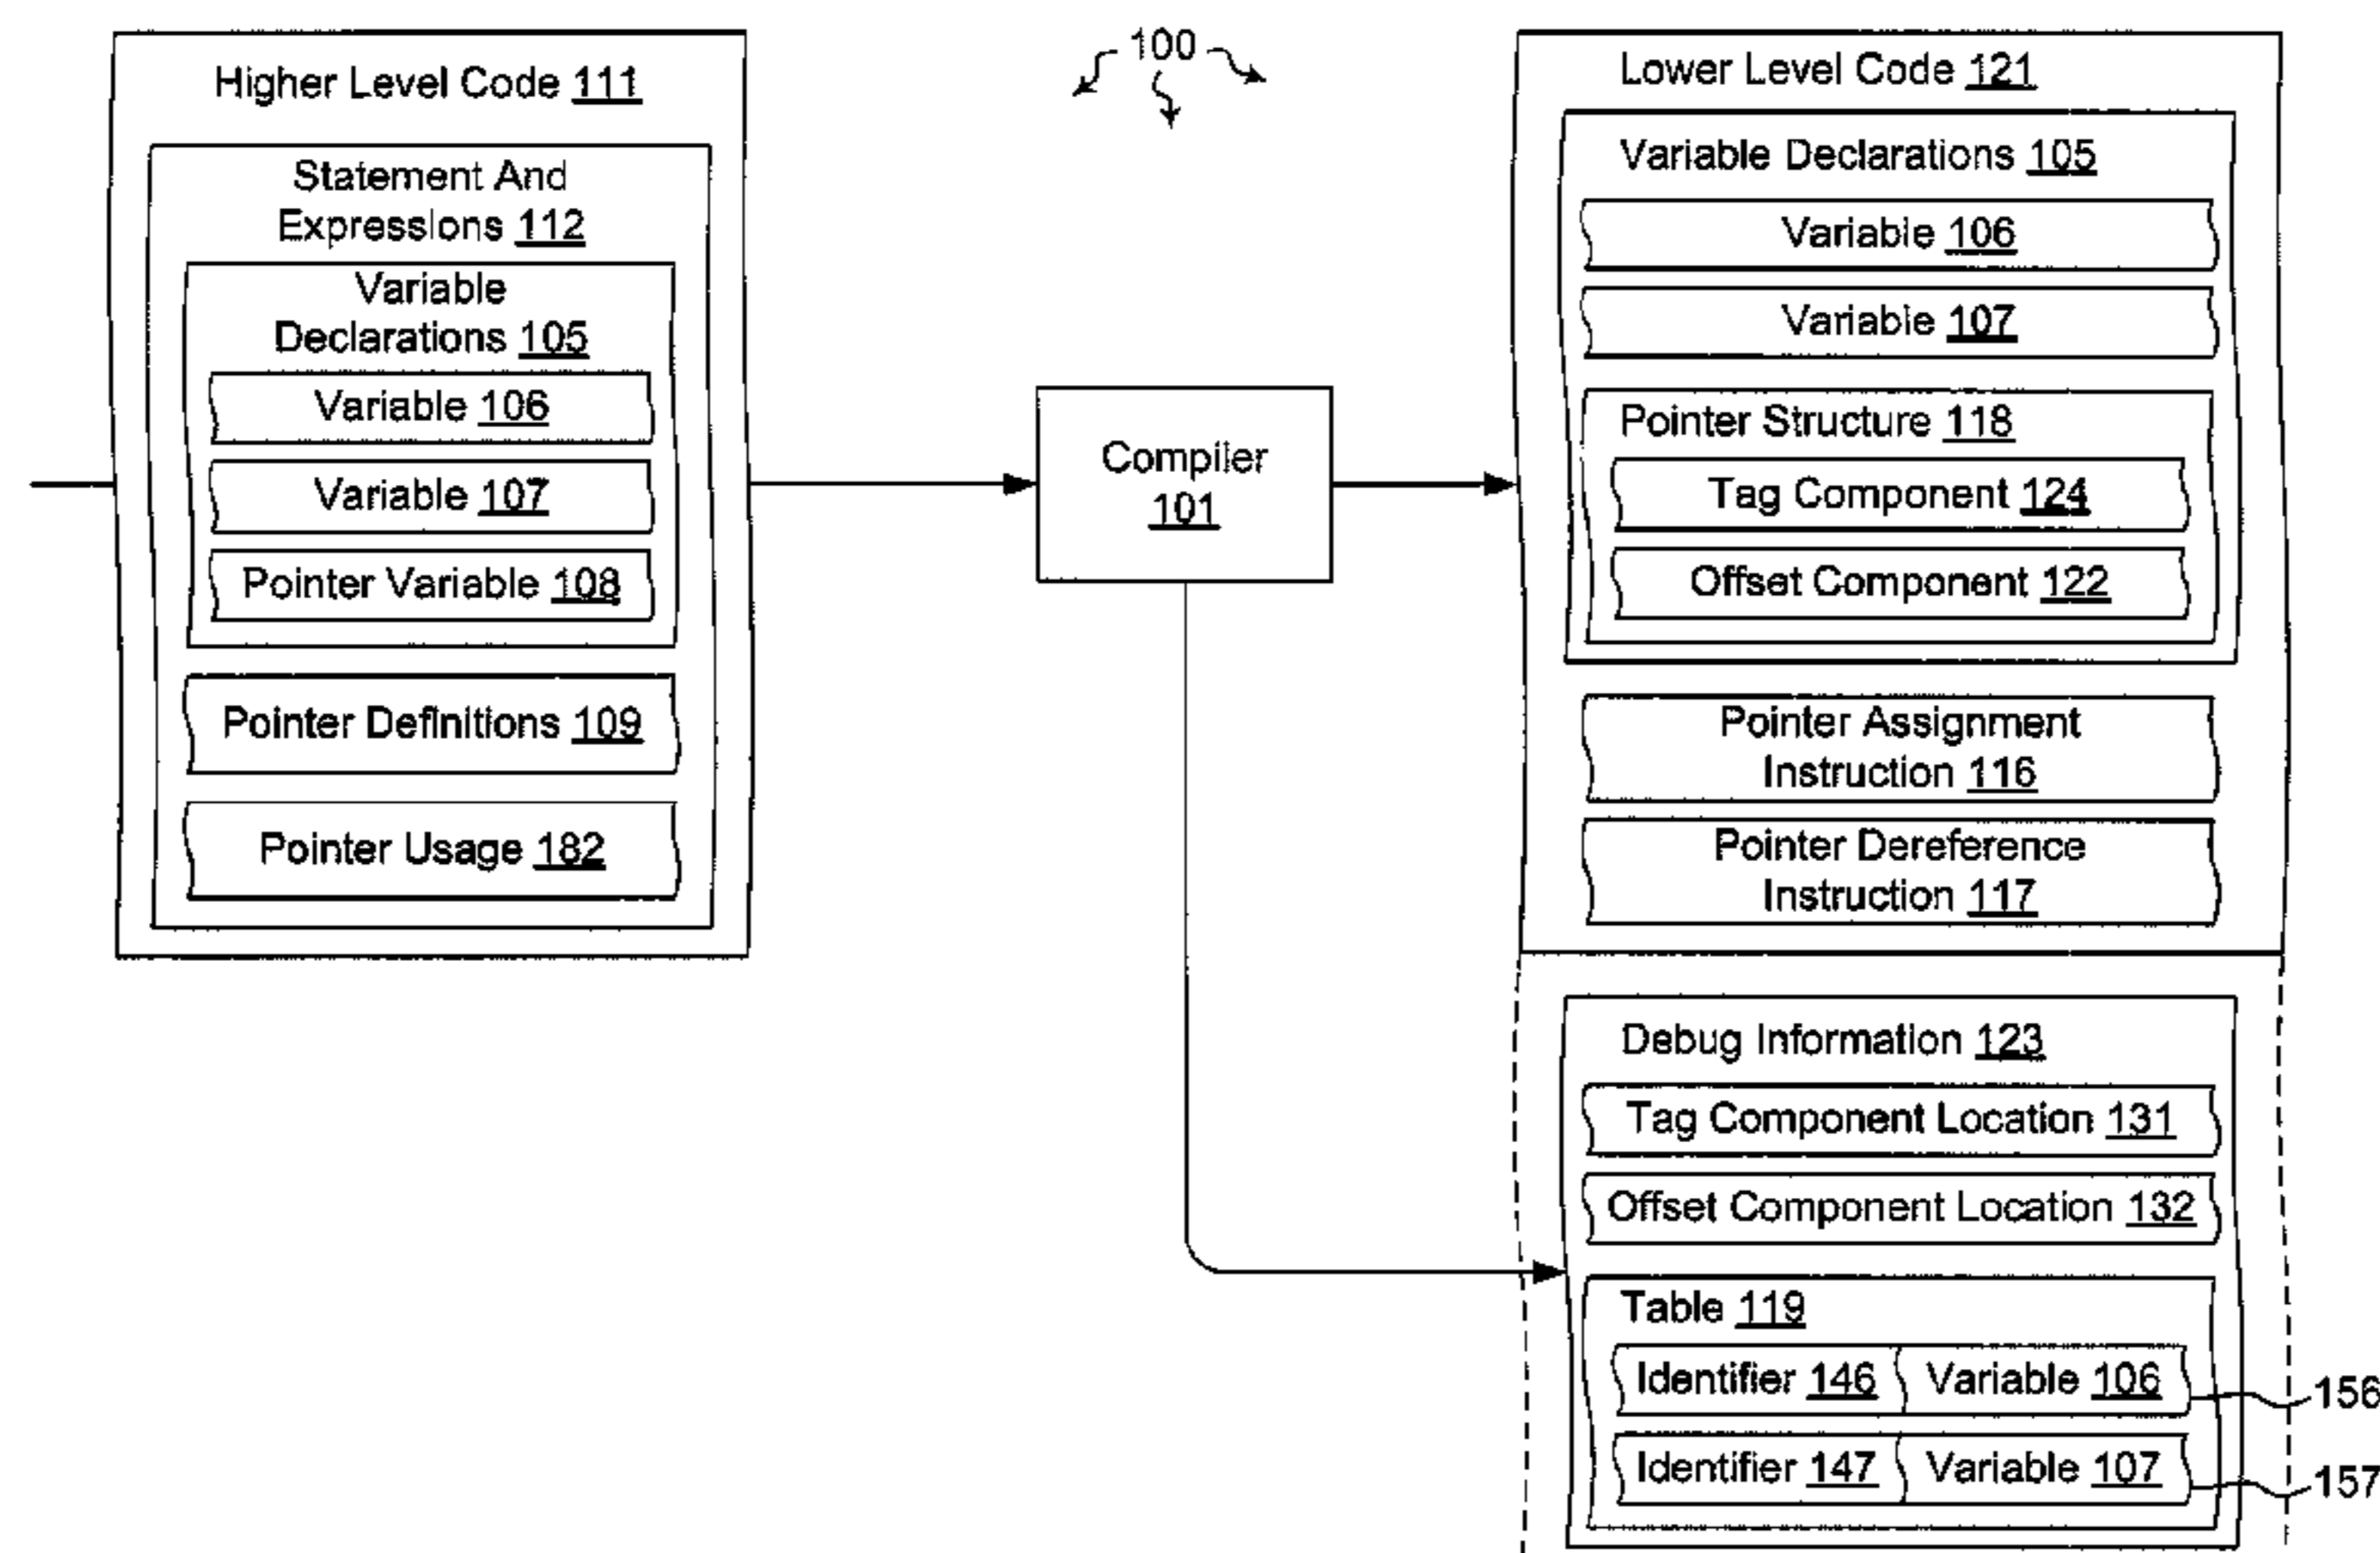 Higher Level Code 111
Statement And
Expressions 112
Variable
Declarations 105
Variable 106
Variable 107
Pointer Variable 108
Pointer Definitions 109
Pointer Usage 182
100
Compiler
101
Lower Level Code 121
Variable Declarations 105
Variable 106
Variable 107
Pointer Structure 118
Tag Component 124
Offset Component 122
Pointer Assignment
Instruction 116
Pointer Dereference
Instruction 117
Debug Information 123
Tag Component Location 131
Offset Component Location 132
Table 119
Identifier 146 Variable 106
156
Identifier 147 Variable 107
157